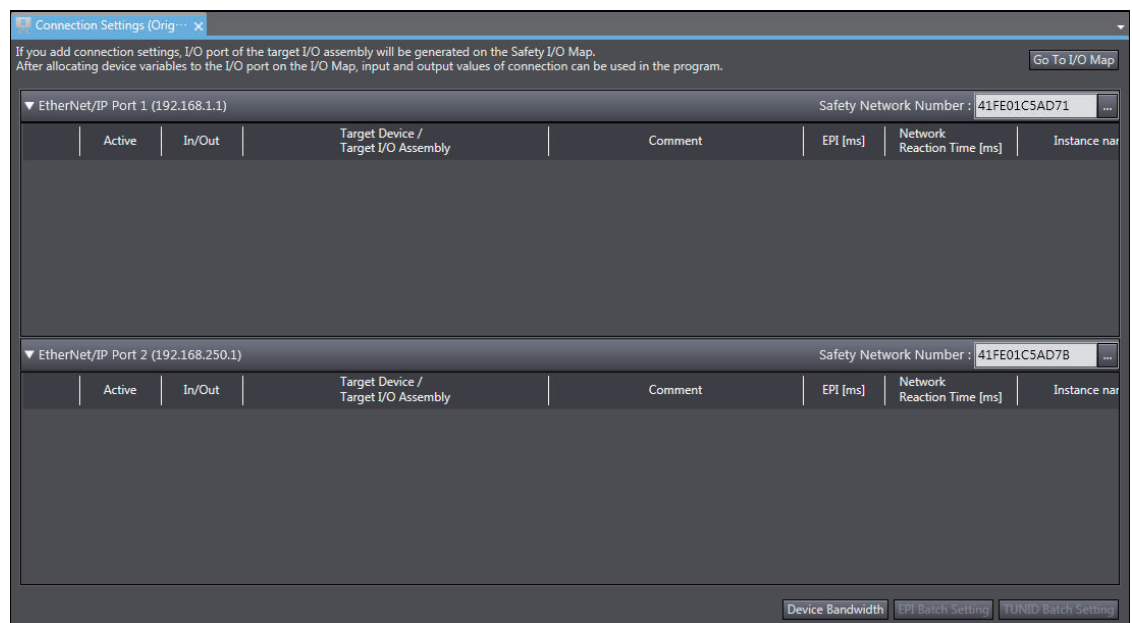 Connection Settings (Orig···
If you add connection settings, I/O port of the target I/O assembly will be generated on the Safety I/O Map.
After allocating device variables to the I/O port on the I/O Map, input and output values of connection can be used in the program.
Go To I/O Map
EtherNet/IP Port 1 (192.168.1.1)
Safety Network Number : 41FE01C5AD71 ...
Active In/Out Target Device / Target I/O Assembly Comment EPI [ms] Network Reaction Time [ms] Instance nar
EtherNet/IP Port 2 (192.168.250.1)
Safety Network Number : 41FE01C5AD7B ...
Active In/Out Target Device / Target I/O Assembly Comment EPI [ms] Network Reaction Time [ms] Instance nar
Device Bandwidth EPI Batch Setting TUNID Batch Setting